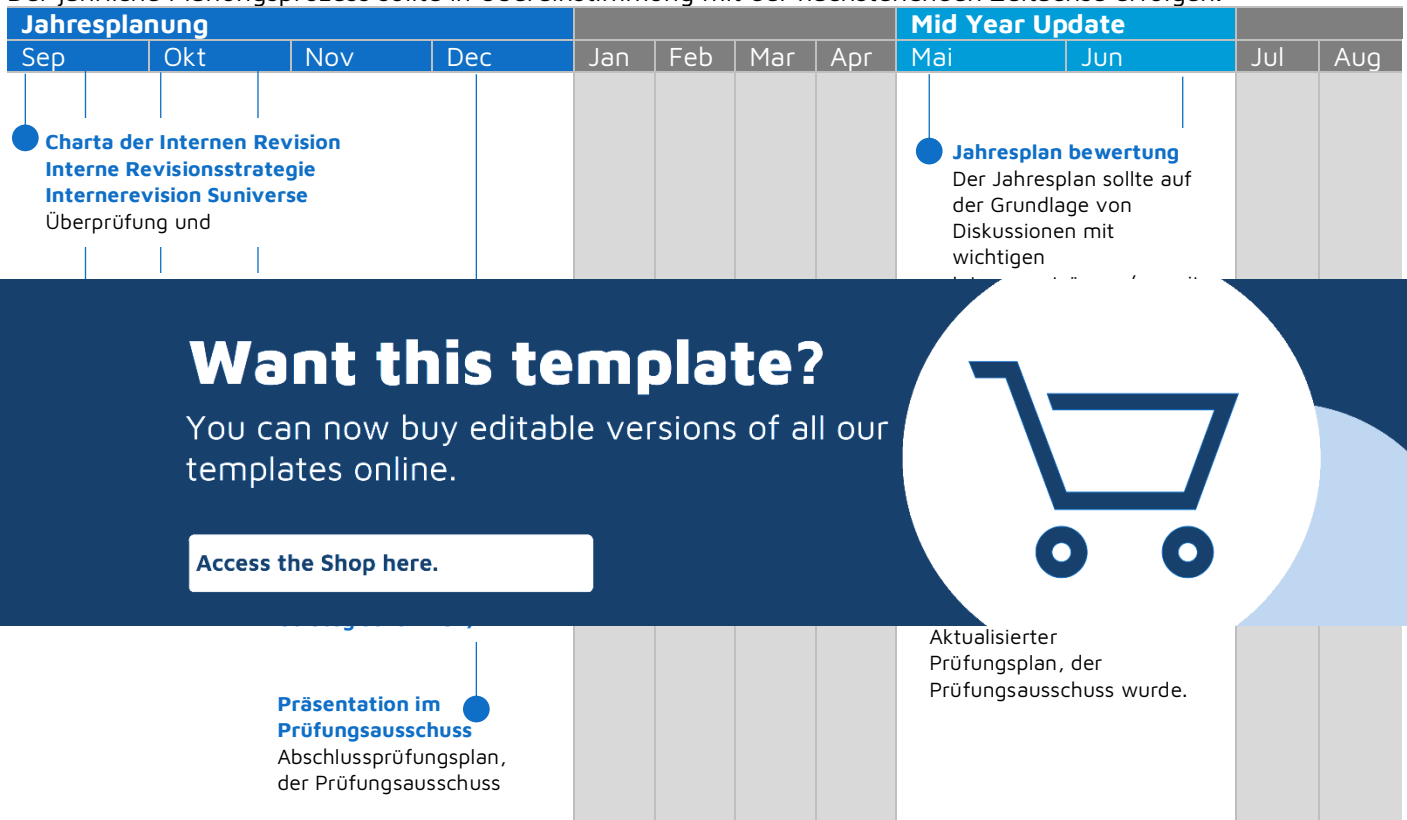 Jahresplanung Mid Year Update
Sep Okt Nov Dec Jan Feb Mar Apr Mai Jun Jul Aug
Charta der Internen Revision
Interne Revisionsstrategie
Internerevision Suniverse
Überprüfung und
Jahresplan bewertung
Der Jahresplan sollte auf
der Grundlage von
Diskussionen mit
wichtigen
Want this template?
You can now buy editable versions of all our
templates online.
Access the Shop here.
Präsentation im
Prüfungsausschuss
Abschlussprüfungsplan,
der Prüfungsausschuss
Aktualisierter
Prüfungsplan, der
Prüfungsausschuss wurde.